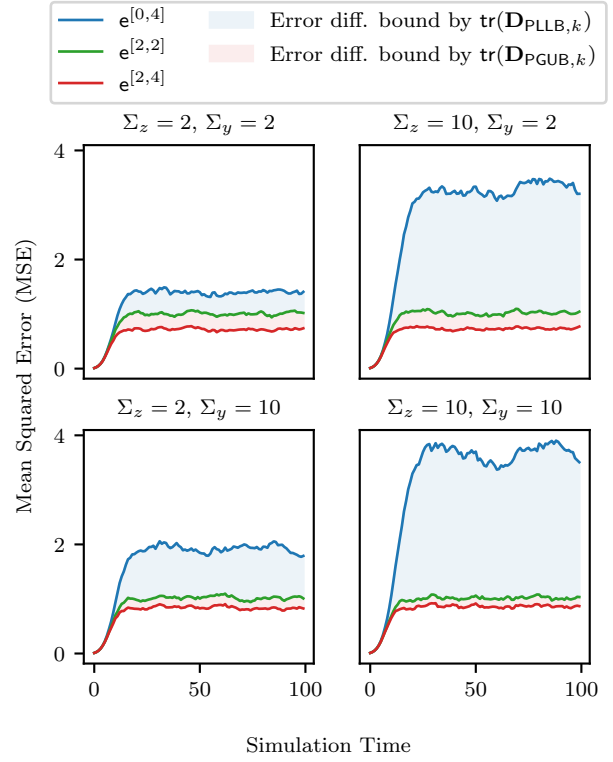 e^[0,4] Error diff. bound by tr(D_PLLB,k)
e^[2,2] Error diff. bound by tr(D_PGUB,k)
e^[2,4]
Σ_z = 2, Σ_y = 2
Σ_z = 10, Σ_y = 2
4
2
0
Σ_z = 2, Σ_y = 10
Σ_z = 10, Σ_y = 10
4
2
0
0 50 100
0 50 100
Mean Squared Error (MSE)
Simulation Time